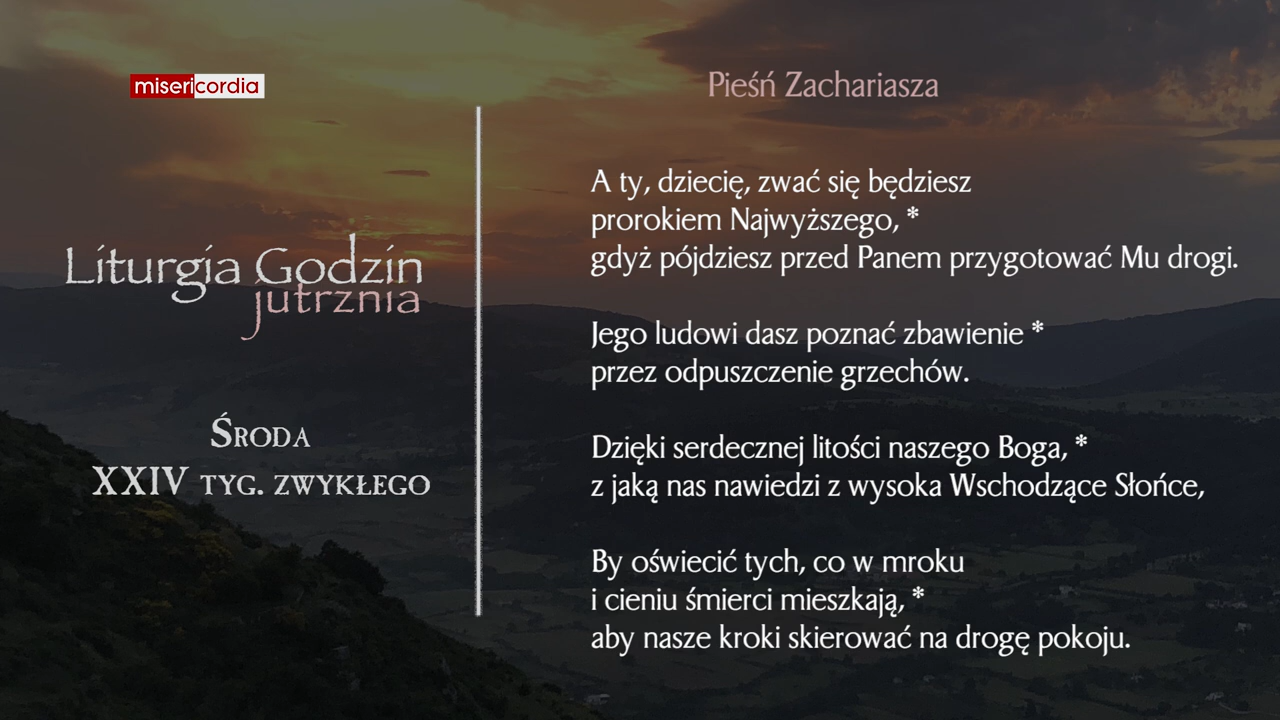 misericordia
Liturgia Godzin
jutrznia
Środa
XXIV tyg. zwykłego
Pieśń Zachariasza
A ty, dziecię, zwać się będziesz
prorokiem Najwyższego, *
gdyż pójdziesz przed Panem przygotować Mu drogi.
Jego ludowi dasz poznać zbawienie *
przez odpuszczenie grzechów.
Dzięki serdecznej litości naszego Boga, *
z jaką nas nawiedzi z wysoka Wschodzące Słońce,
By oświecić tych, co w mroku
i cieniu śmierci mieszkają, *
aby nasze kroki skierować na drogę pokoju.